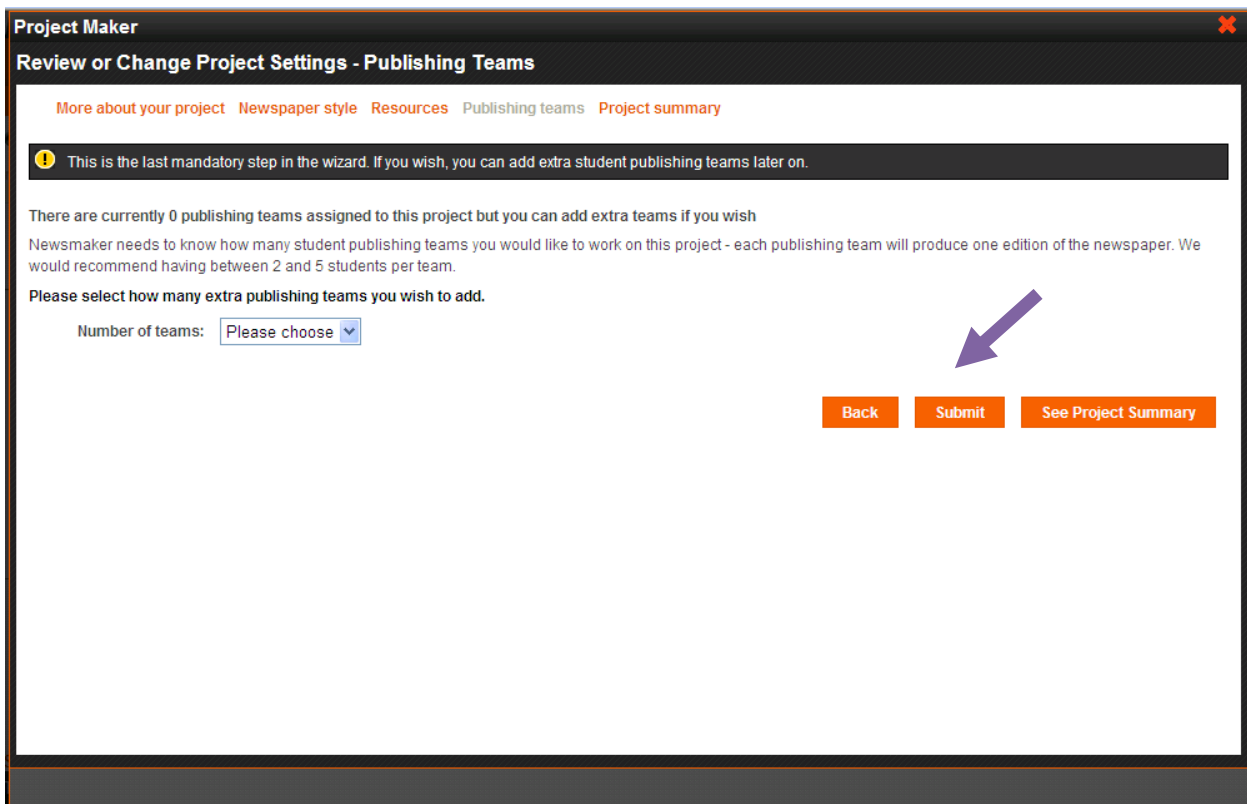 Project Maker
Review or Change Project Settings - Publishing Teams
More about your project Newspaper style Resources Publishing teams Project summary
This is the last mandatory step in the wizard. If you wish, you can add extra student publishing teams later on.
There are currently 0 publishing teams assigned to this project but you can add extra teams if you wish
Newsmaker needs to know how many student publishing teams you would like to work on this project - each publishing team will produce one edition of the newspaper. We
would recommend having between 2 and 5 students per team.
Please select how many extra publishing teams you wish to add.
Number of teams: Please choose
Back Submit See Project Summary